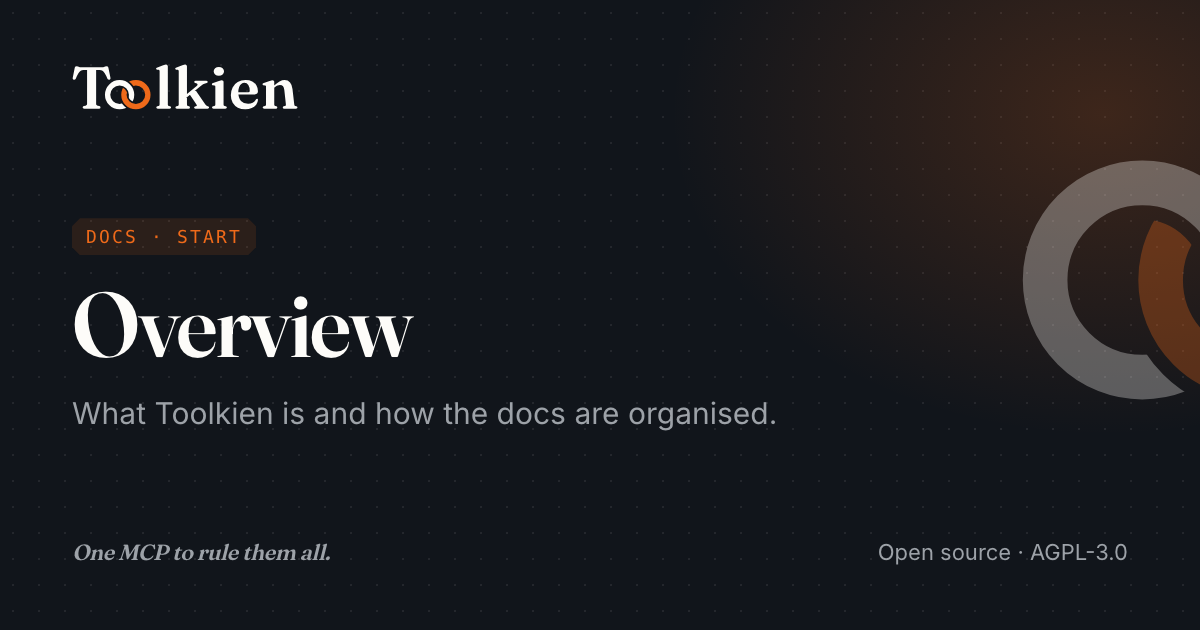 Toolkien
DOCS · START
Overview
What Toolkien is and how the docs are organised.
One MCP to rule them all.
Open source · AGPL-3.0